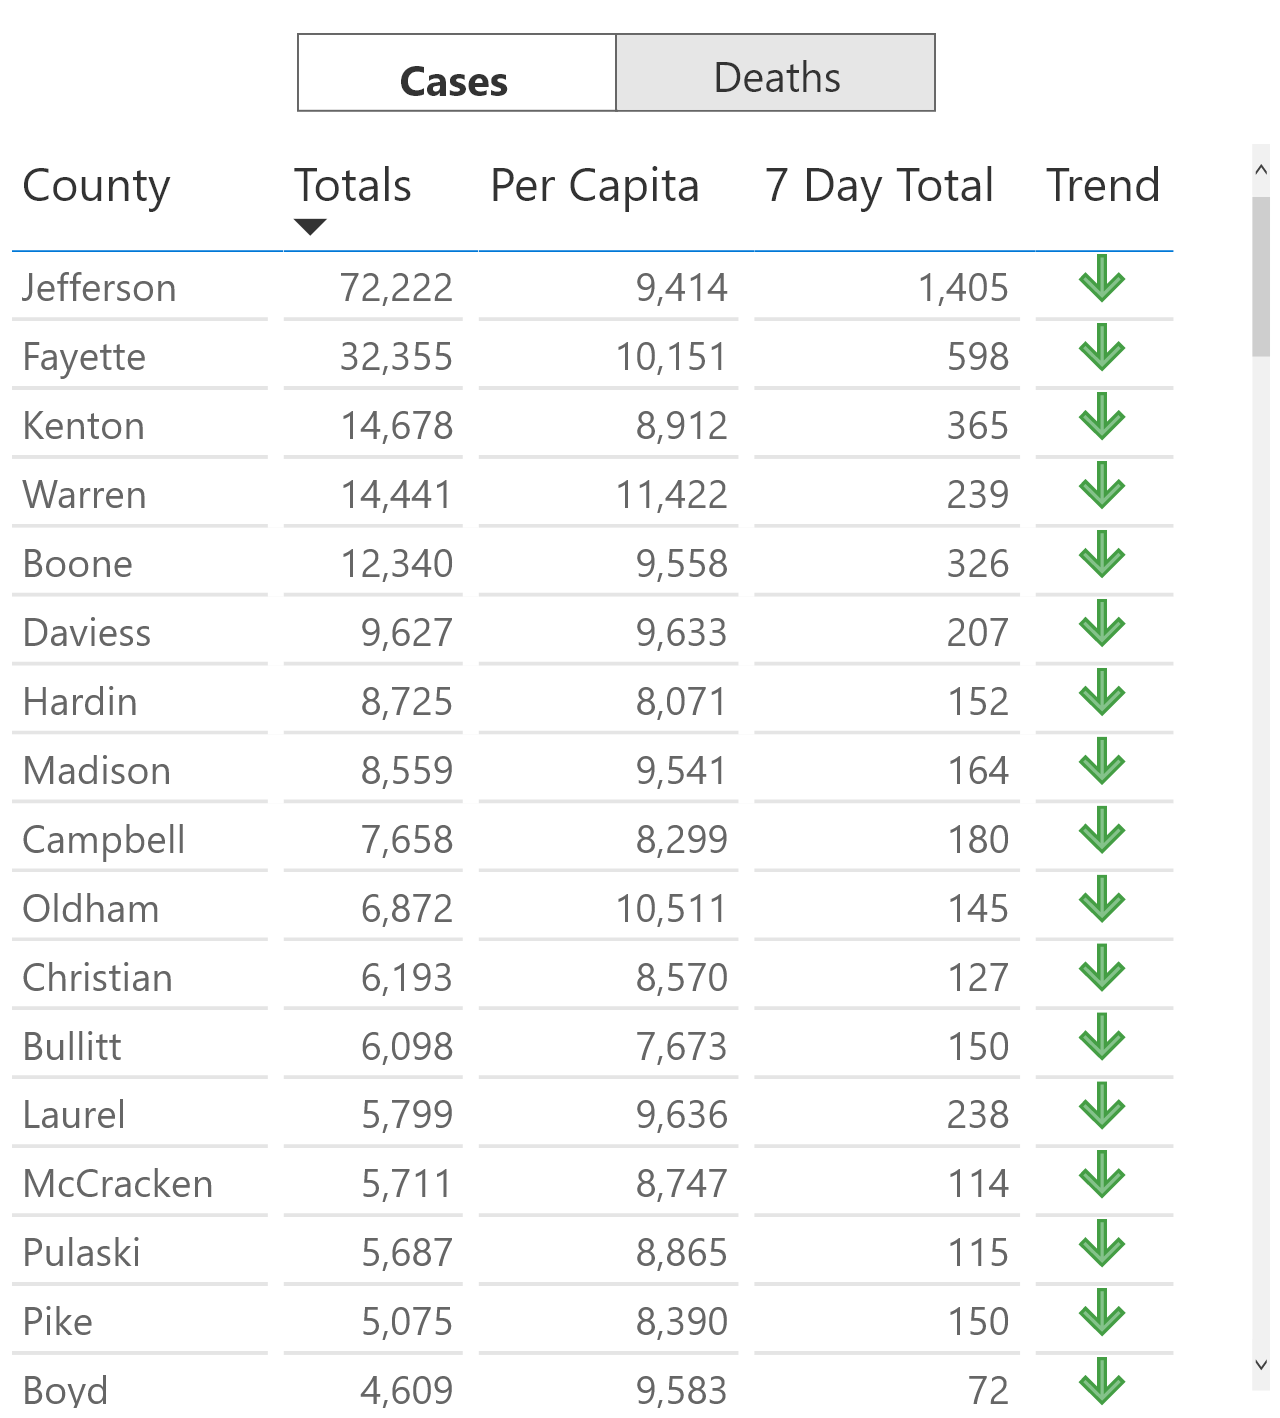 Cases Deaths
County Totals Per Capita 7 Day Total Trend
Jefferson 72,222 9,414 1,405
Fayette 32,355 10,151 598
Kenton 14,678 8,912 365
Warren 14,441 11,422 239
Boone 12,340 9,558 326
Daviess 9,627 9,633 207
Hardin 8,725 8,071 152
Madison 8,559 9,541 164
Campbell 7,658 8,299 180
Oldham 6,872 10,511 145
Christian 6,193 8,570 127
Bullitt 6,098 7,673 150
Laurel 5,799 9,636 238
McCracken 5,711 8,747 114
Pulaski 5,687 8,865 115
Pike 5,075 8,390 150
Boyd 4,609 9,583 72